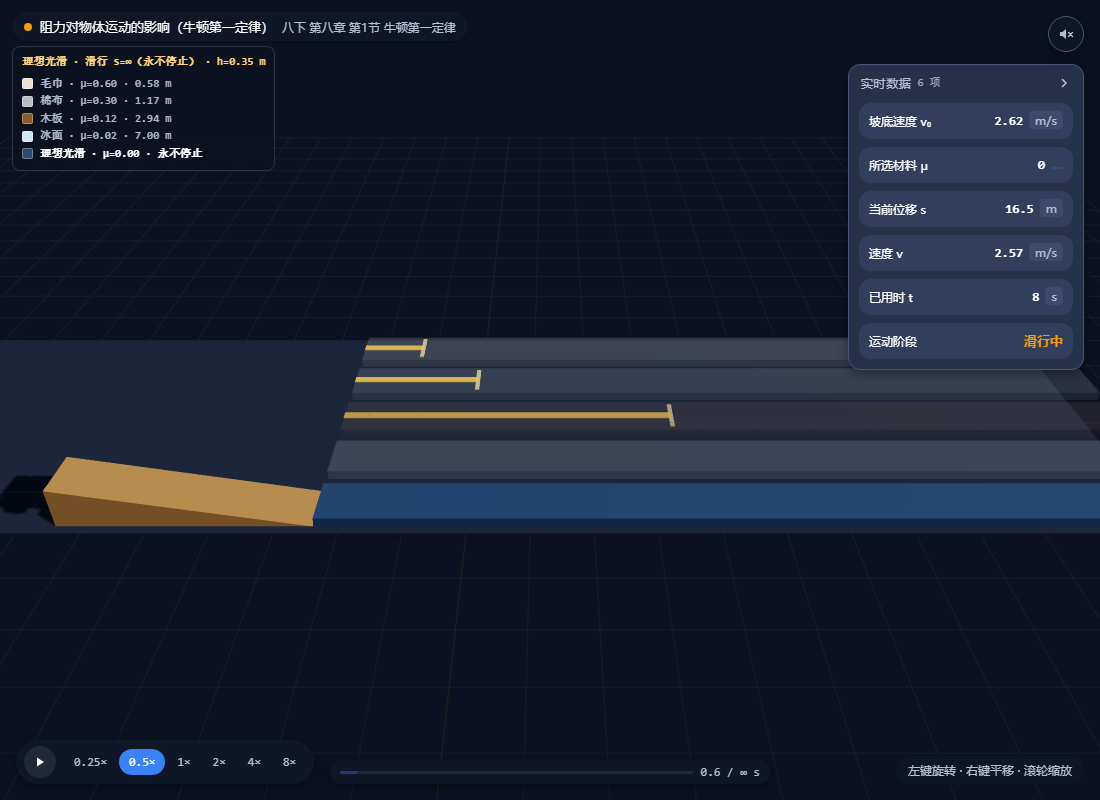 阻力对物体运动的影响（牛顿第一定律） 八下 第八章 第1节 牛顿第一定律
理想光滑 · 滑行 s=∞（永不停止） · h=0.35 m
毛巾 · μ=0.60 · 0.58 m
棉布 · μ=0.30 · 1.17 m
木板 · μ=0.12 · 2.94 m
冰面 · μ=0.02 · 7.00 m
理想光滑 · μ=0.00 · 永不停止
实时数据 6 项
坡底速度 v₀ 2.62 m/s
所选材料 μ 0 —
当前位移 s 16.5 m
速度 v 2.57 m/s
已用时 t 8 s
运动阶段 滑行中
0.25× 0.5× 1× 2× 4× 8×
0.6 / ∞ s
左键旋转 · 右键平移 · 滚轮缩放